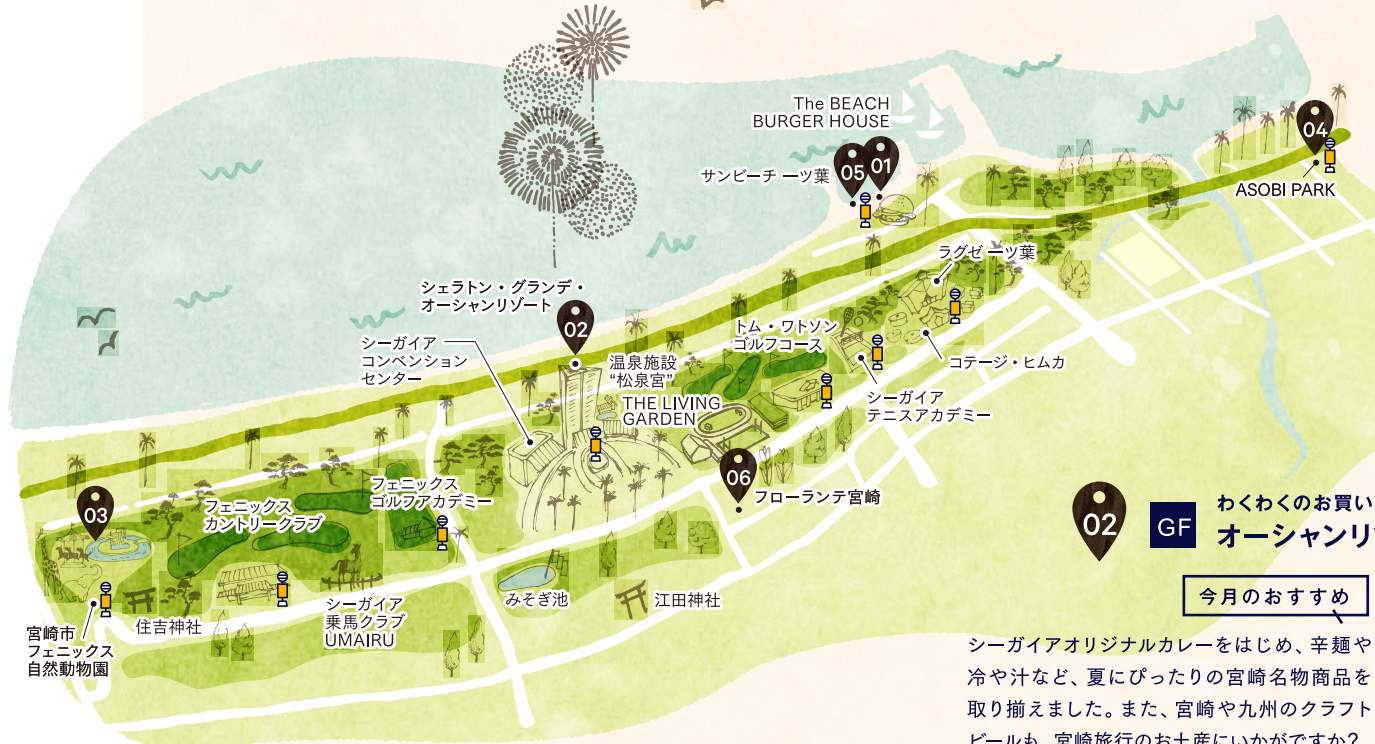 The BEACH
BURGER HOUSE
サンビーチ 一ツ葉
05
01
04
ASOBI PARK
ラグゼ 一ツ葉
シェラトン・グランデ・
オーシャンリゾート
02
シーガイア
コンベンション
センター
温泉施設
“松泉宮”
THE LIVING
GARDEN
トム・ワトソン
ゴルフコース
コテージ・ヒムカ
シーガイア
テニスアカデミー
06
フローランテ宮崎
03
フェニックス
カントリークラブ
フェニックス
ゴルフアカデミー
みそぎ池
江田神社
シーガイア
乗馬クラブ
UMAIRU
住吉神社
宮崎市
フェニックス
自然動物園
02
GF
わくわくのお買い
オーシャンリ
今月のおすすめ
シーガイアオリジナルカレーをはじめ、辛麺や
冷や汁など、夏にぴったりの宮崎名物商品を
取り揃えました。また、宮崎や九州のクラフト
ビールも、宮崎旅行のお土産にいかがですか?